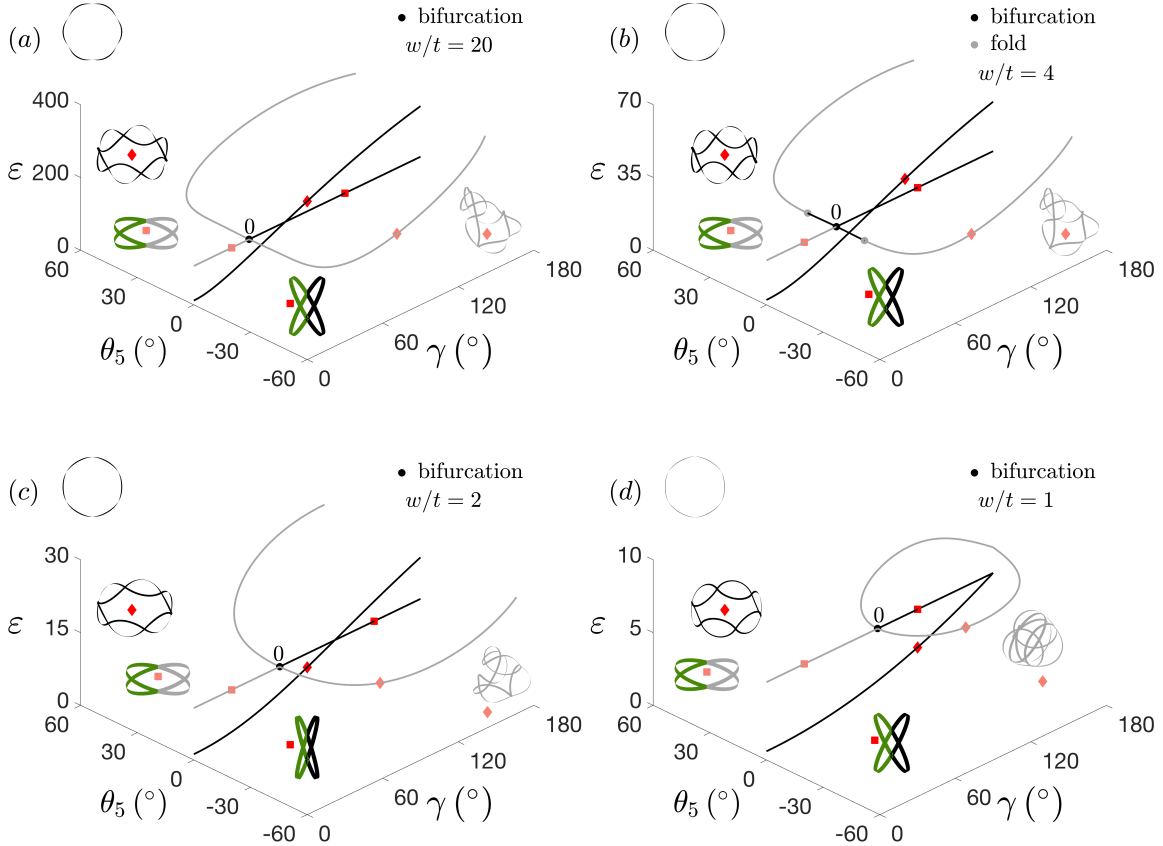 (a)
• bifurcation
w/t = 20
400
200
0
ε
60
30
0
-30
-60
θ5 (°)
0
60
120
180
γ (°)
0
(b)
• bifurcation
• fold
w/t = 4
70
35
0
ε
60
30
0
-30
-60
θ5 (°)
0
60
120
180
γ (°)
0
(c)
• bifurcation
w/t = 2
30
15
0
ε
60
30
0
-30
-60
θ5 (°)
0
60
120
180
γ (°)
0
(d)
• bifurcation
w/t = 1
10
5
0
ε
60
30
0
-30
-60
θ5 (°)
0
60
120
180
γ (°)
0